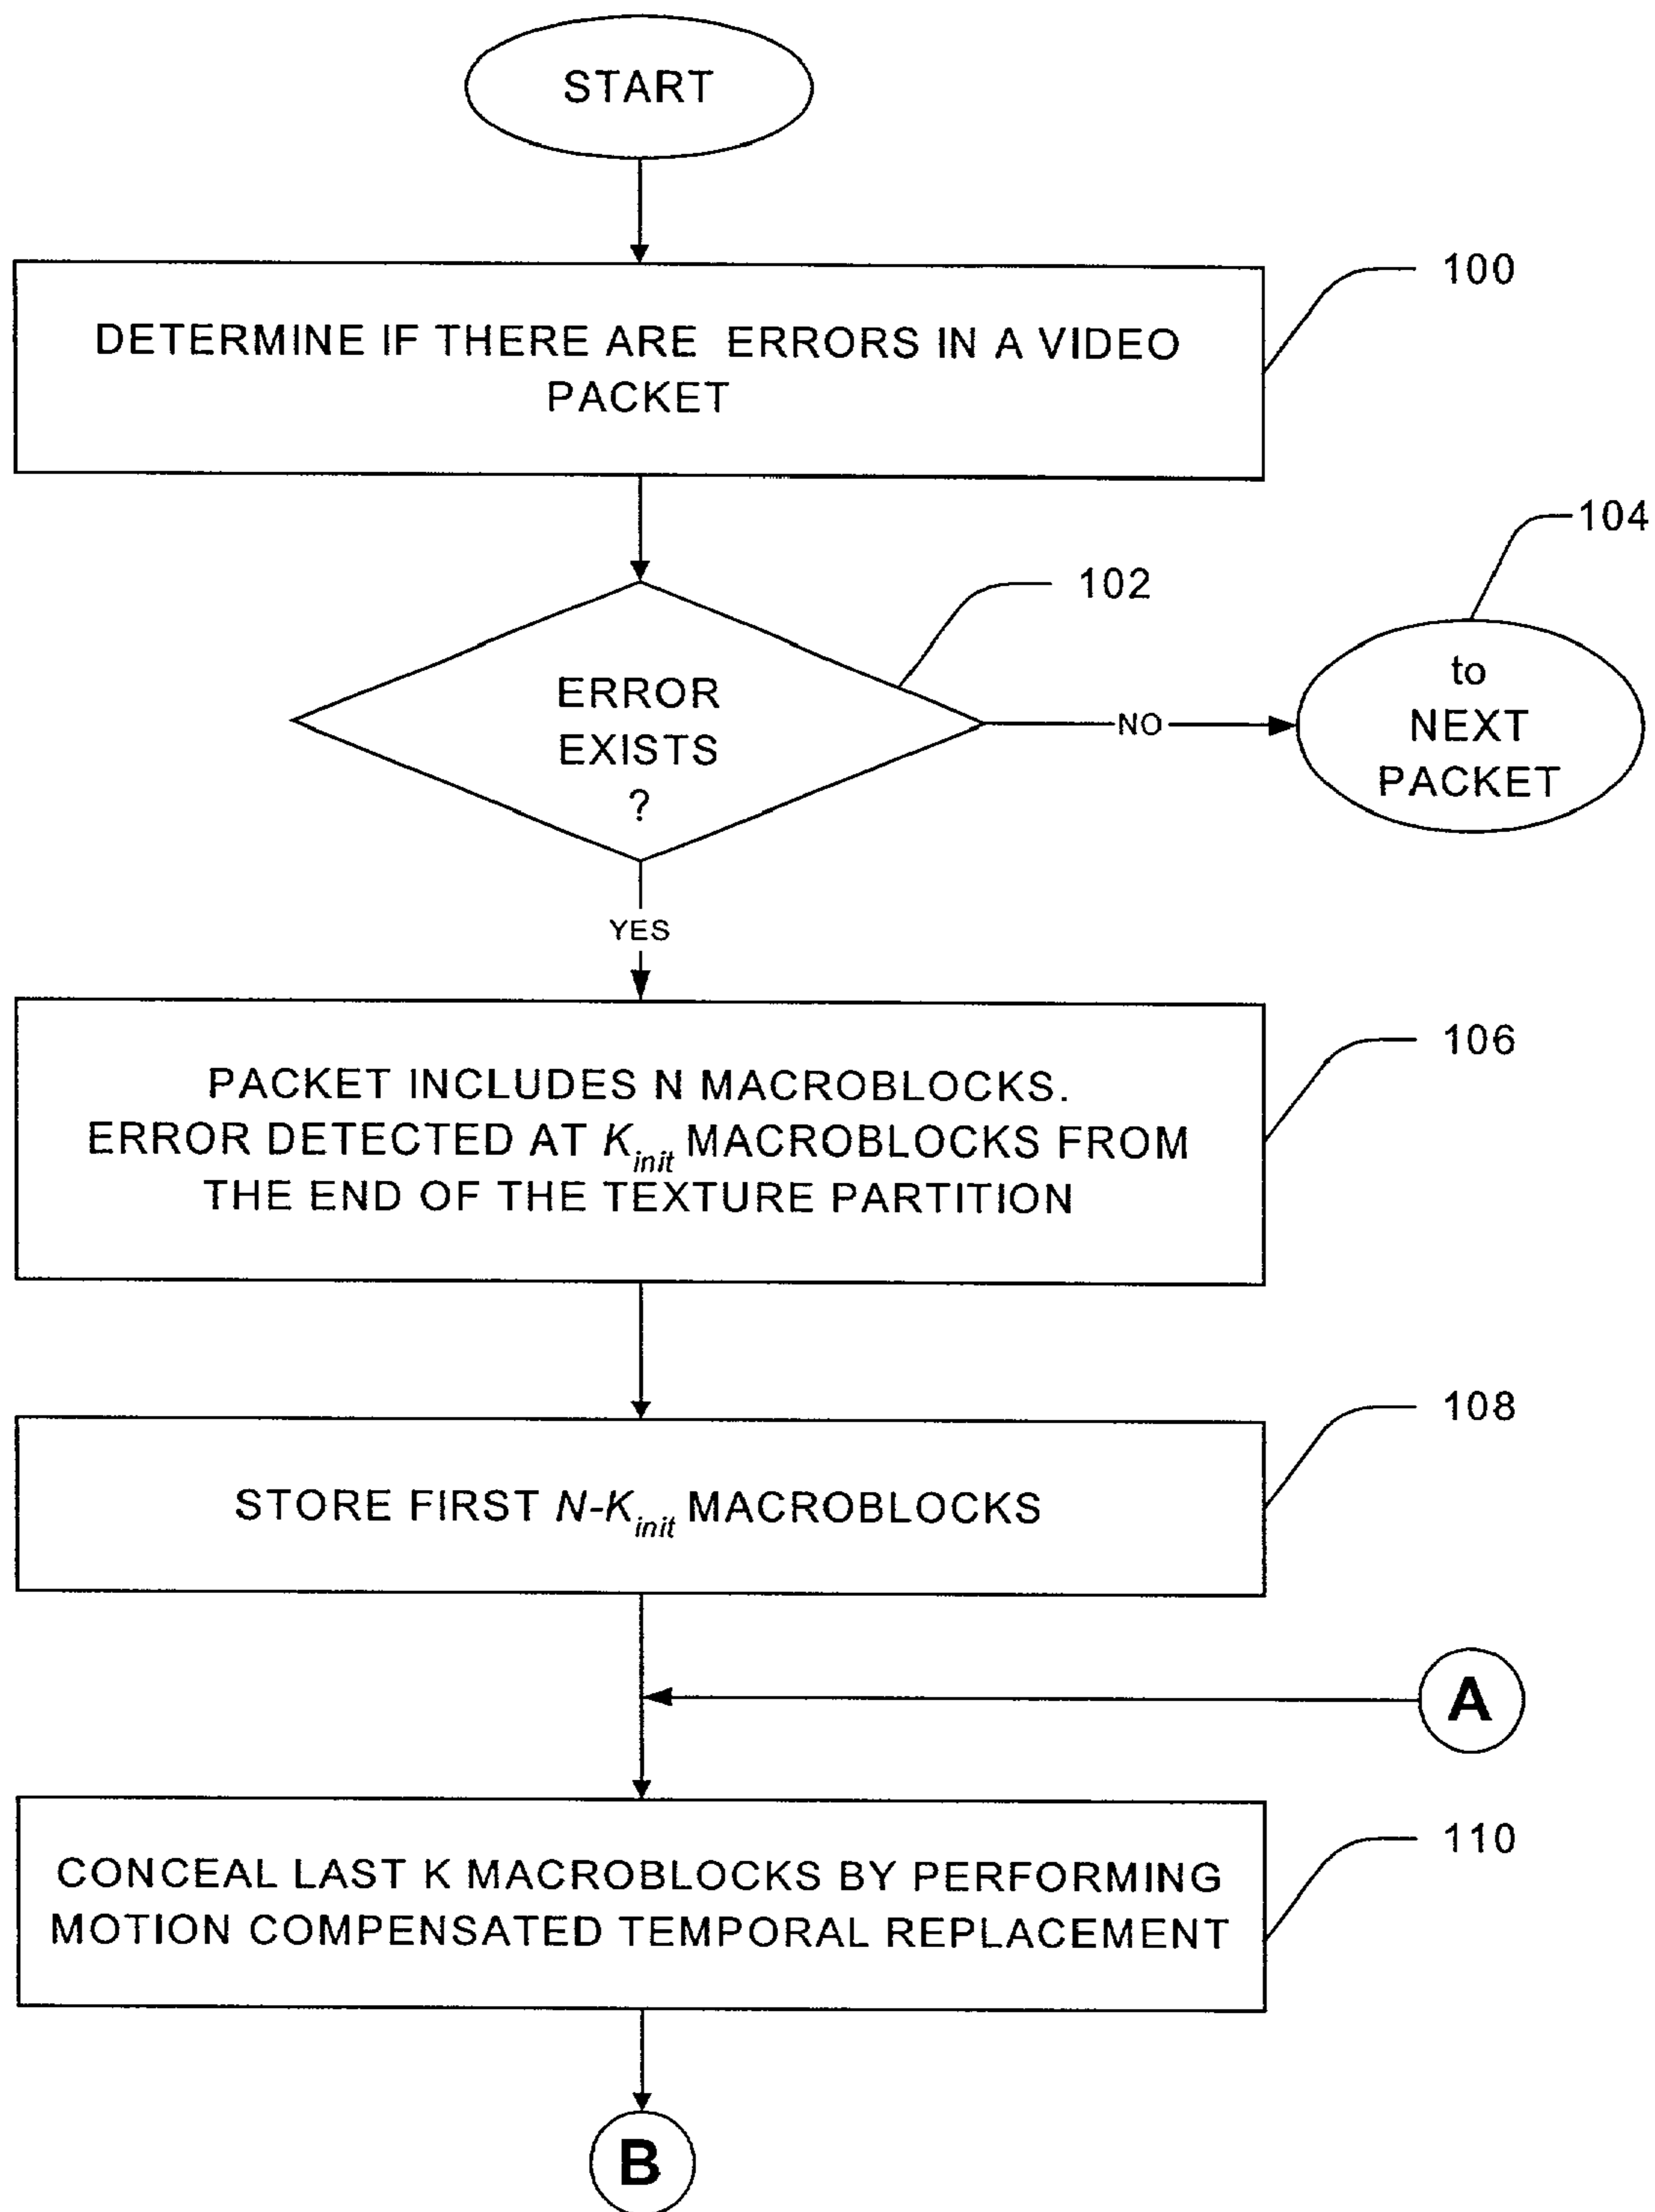 START
100
DETERMINE IF THERE ARE ERRORS IN A VIDEO
PACKET
104
102
ERROR
EXISTS
?
NO
to
NEXT
PACKET
YES
106
PACKET INCLUDES N MACROBLOCKS.
ERROR DETECTED AT Kinit MACROBLOCKS FROM
THE END OF THE TEXTURE PARTITION
108
STORE FIRST N-Kinit MACROBLOCKS
A
110
CONCEAL LAST K MACROBLOCKS BY PERFORMING
MOTION COMPENSATED TEMPORAL REPLACEMENT
B